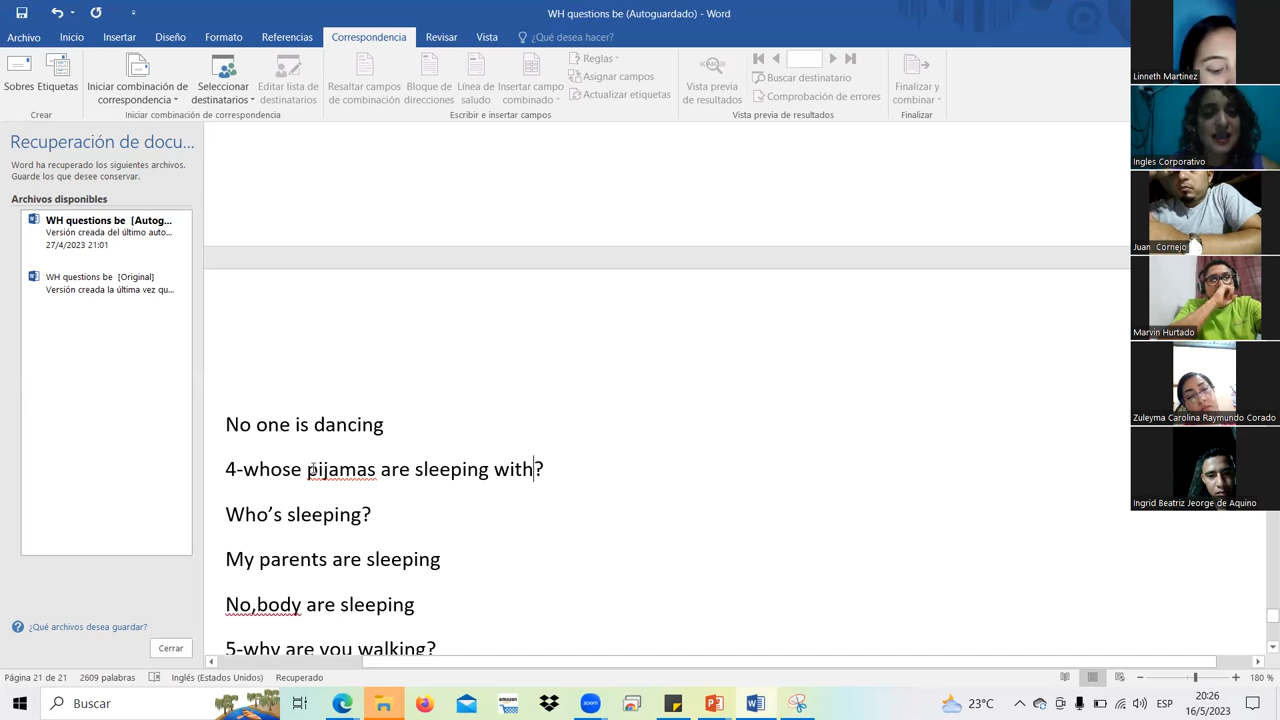 WH questions be (Autoguardado) - Word
Archivo Inicio Insertar Diseño Formato Referencias Correspondencia Revisar Vista ¿Qué desea hacer?
Sobres Etiquetas
Crear
Iniciar combinación de correspondencia
Seleccionar destinatarios
Editar lista de destinatarios
Iniciar combinación de correspondencia
Resaltar campos de combinación
Bloque de direcciones
Línea de saludo
Insertar campo combinado
Reglas
Asignar campos
Actualizar etiquetas
Escribir e insertar campos
Vista previa de resultados
Buscar destinatario
Comprobación de errores
Vista previa de resultados
Finalizar y combinar
Finalizar
Recuperación de docu...
Word ha recuperado los siguientes archivos.
Guarde los que desee conservar.
Archivos disponibles
WH questions be [Autog...
Versión creada del último auto...
27/4/2023 21:01
WH questions be [Original]
Versión creada la última vez qu...
¿Qué archivos desea guardar?
Cerrar
No one is dancing
4-whose pijamas are sleeping with?
Who's sleeping?
My parents are sleeping
No,body are sleeping
5-why are you walking?
Linneth Martinez
Ingles Corporativo
Juan Cornejo
Marvin Hurtado
Zuleyma Carolina Raymundo Corado
Ingrid Beatriz Jeorge de Aquino
Página 21 de 21 2609 palabras Inglés (Estados Unidos) Recuperado 180 %
Buscar
amazon
zoom
23°C
ESP
20:26
16/5/2023